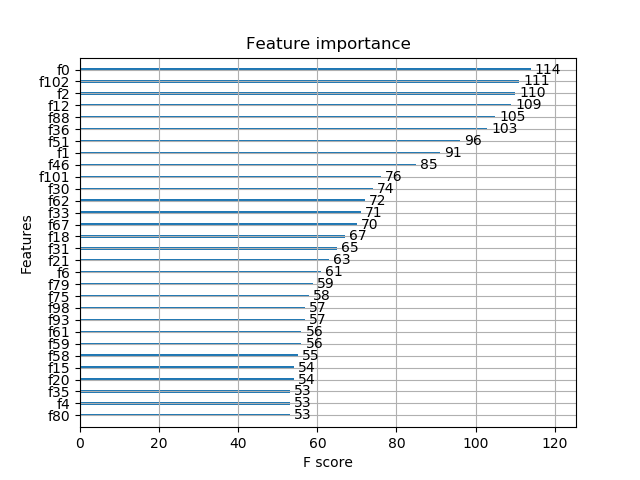 Feature importance
f0 114
f102 111
f2 110
f12 109
f88 105
f36 103
f51 96
f1 91
f46 85
f101 76
f30 74
f62 72
f33 71
f67 70
f18 67
f31 65
f21 63
f6 61
f79 59
f75 58
f98 57
f93 57
f61 56
f59 56
f58 55
f15 54
f20 54
f35 53
f4 53
f80 53
Features
0 20 40 60 80 100 120
F score